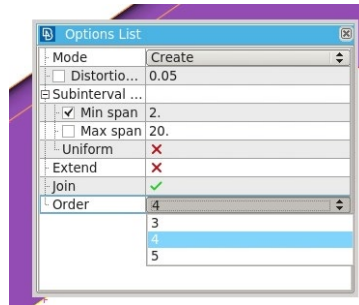 Options List
Mode Create
Distortio... 0.05
Subinterval ...
Min span 2.
Max span 20.
Uniform
Extend
Join
Order 4
3
4
5